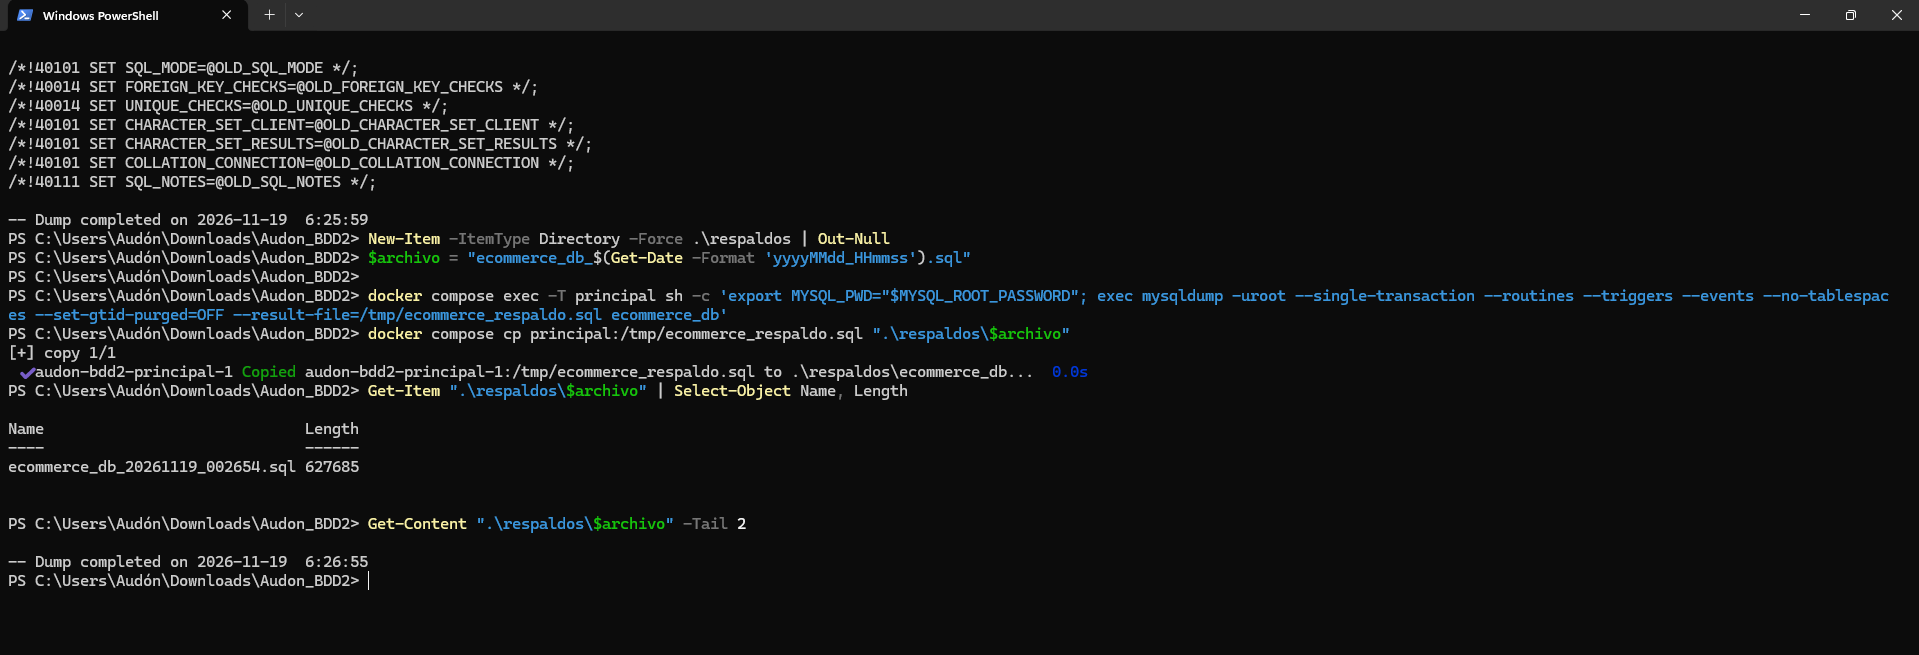 Windows PowerShell
/*!40101 SET SQL_MODE=@OLD_SQL_MODE */;
/*!40014 SET FOREIGN_KEY_CHECKS=@OLD_FOREIGN_KEY_CHECKS */;
/*!40014 SET UNIQUE_CHECKS=@OLD_UNIQUE_CHECKS */;
/*!40101 SET CHARACTER_SET_CLIENT=@OLD_CHARACTER_SET_CLIENT */;
/*!40101 SET CHARACTER_SET_RESULTS=@OLD_CHARACTER_SET_RESULTS */;
/*!40101 SET COLLATION_CONNECTION=@OLD_COLLATION_CONNECTION */;
/*!40111 SET SQL_NOTES=@OLD_SQL_NOTES */;
-- Dump completed on 2026-11-19  6:25:59
PS C:\Users\Audón\Downloads\Audon_BDD2> New-Item -ItemType Directory -Force .\respaldos | Out-Null
PS C:\Users\Audón\Downloads\Audon_BDD2> $archivo = "ecommerce_db_$(Get-Date -Format 'yyyyMMdd_HHmmss').sql"
PS C:\Users\Audón\Downloads\Audon_BDD2>
PS C:\Users\Audón\Downloads\Audon_BDD2> docker compose exec -T principal sh -c 'export MYSQL_PWD="$MYSQL_ROOT_PASSWORD"; exec mysqldump -uroot --single-transaction --routines --triggers --events --no-tablespac
es --set-gtid-purged=OFF --result-file=/tmp/ecommerce_respaldo.sql ecommerce_db'
PS C:\Users\Audón\Downloads\Audon_BDD2> docker compose cp principal:/tmp/ecommerce_respaldo.sql ".\respaldos\$archivo"
[+] copy 1/1
✔audon-bdd2-principal-1 Copied audon-bdd2-principal-1:/tmp/ecommerce_respaldo.sql to .\respaldos\ecommerce_db...  0.0s
PS C:\Users\Audón\Downloads\Audon_BDD2> Get-Item ".\respaldos\$archivo" | Select-Object Name, Length
Name                             Length
----                             ------
ecommerce_db_20261119_002654.sql 627685
PS C:\Users\Audón\Downloads\Audon_BDD2> Get-Content ".\respaldos\$archivo" -Tail 2
-- Dump completed on 2026-11-19  6:26:55
PS C:\Users\Audón\Downloads\Audon_BDD2>